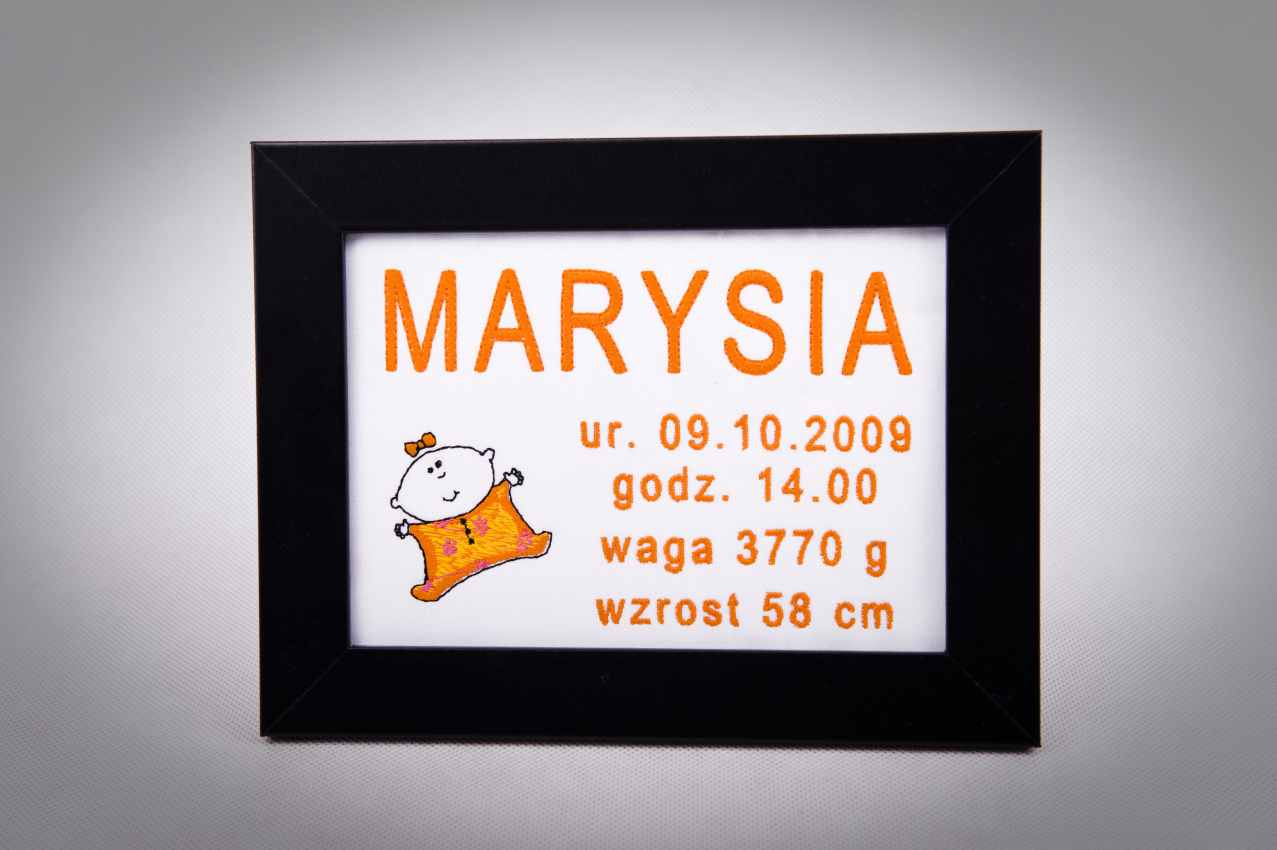 MARYSIA
ur. 09.10.2009
godz. 14.00
waga 3770 g
wzrost 58 cm